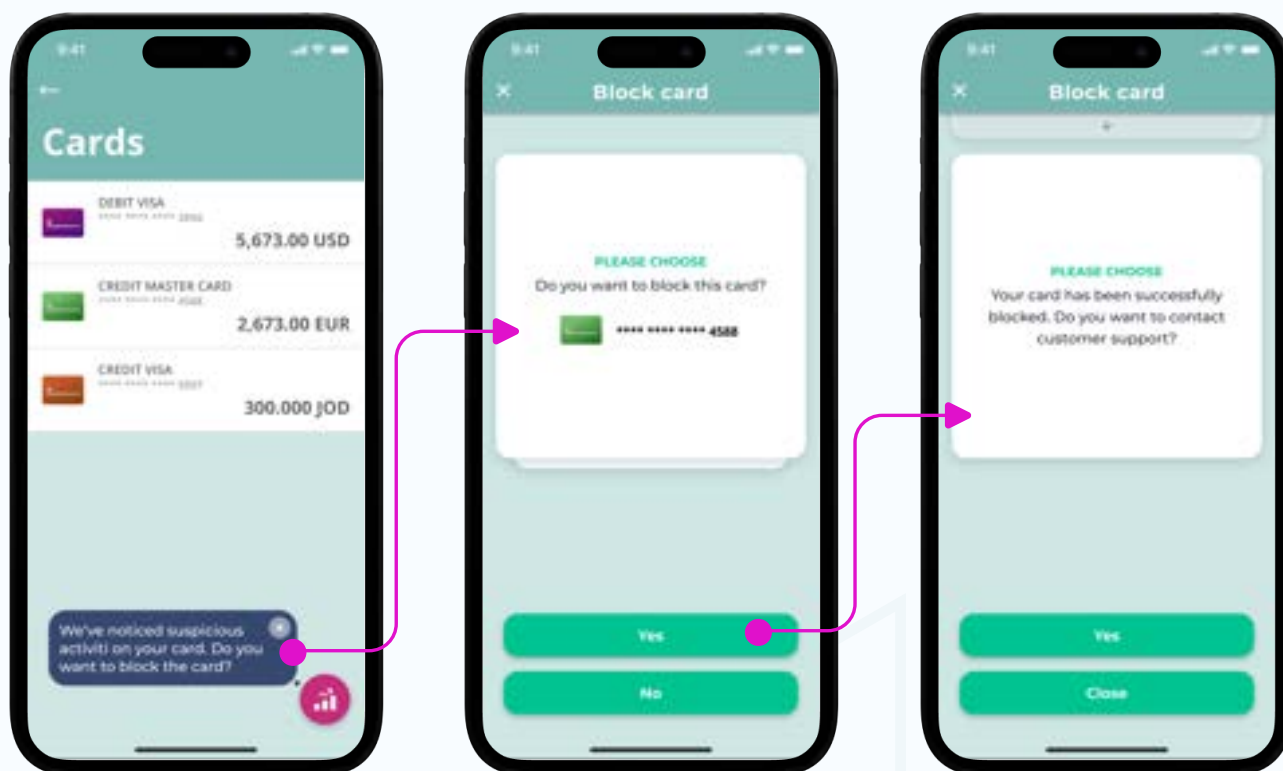 9:41
Cards
DEBIT VISA
5,673.00 USD
CREDIT MASTER CARD
**** **** **** 4588
2,673.00 EUR
CREDIT VISA
300.000 JOD
We've noticed suspicious
activiti on your card. Do you
want to block the card?
9:41
Block card
PLEASE CHOOSE
Do you want to block this card?
**** **** **** 4588
Yes
No
9:41
Block card
PLEASE CHOOSE
Your card has been successfully
blocked. Do you want to contact
customer support?
Yes
Close